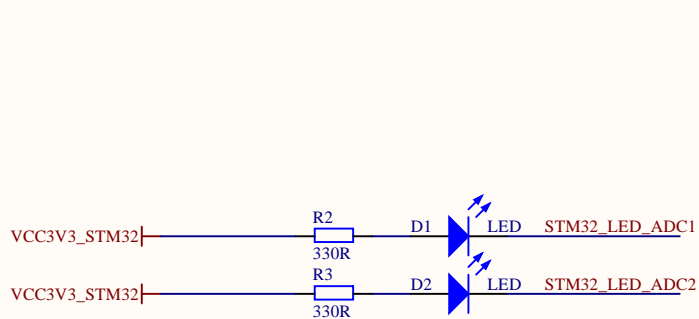 R2
D1 LED STM32_LED_ADC1
VCC3V3_STM32
330R
R3
D2 LED STM32_LED_ADC2
VCC3V3_STM32
330R